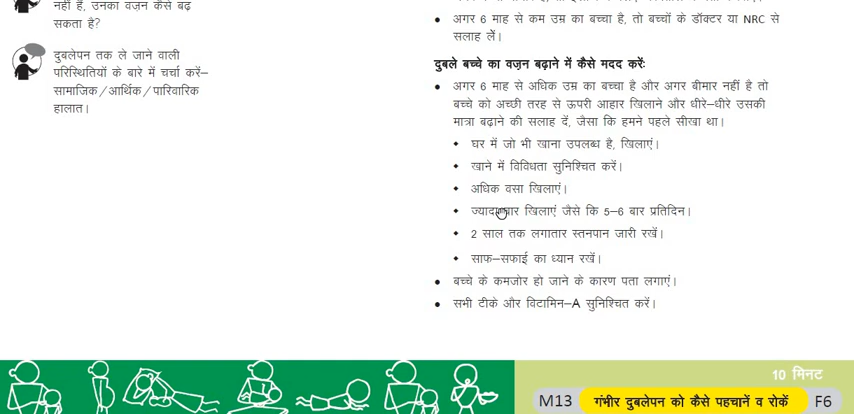 नहीं हैं, उनका वज़न कैसे बढ़
सकता है?
दुबलेपन तक ले जाने वाली
परिस्थितियों के बारे में चर्चा करें–
सामाजिक/आर्थिक/पारिवारिक
हालात।
• अगर 6 माह से कम उम्र का बच्चा है, तो बच्चों के डॉक्टर या NRC से
सलाह लें।
दुबले बच्चे का वज़न बढ़ाने में कैसे मदद करें:
• अगर 6 माह से अधिक उम्र का बच्चा है और अगर बीमार नहीं है तो
बच्चे को अच्छी तरह से ऊपरी आहार खिलाने और धीरे–धीरे उसकी
मात्रा बढ़ाने की सलाह दें, जैसा कि हमने पहले सीखा था।
◆ घर में जो भी खाना उपलब्ध है, खिलाएं।
◆ खाने में विविधता सुनिश्चित करें।
◆ अधिक वसा खिलाएं।
◆ ज्यादा बार खिलाएं जैसे कि 5–6 बार प्रतिदिन।
◆ 2 साल तक लगातार स्तनपान जारी रखें।
◆ साफ–सफाई का ध्यान रखें।
• बच्चे के कमजोर हो जाने के कारण पता लगाएं।
• सभी टीके और विटामिन–A सुनिश्चित करें।
10 मिनट
M13 गंभीर दुबलेपन को कैसे पहचानें व रोकें F6